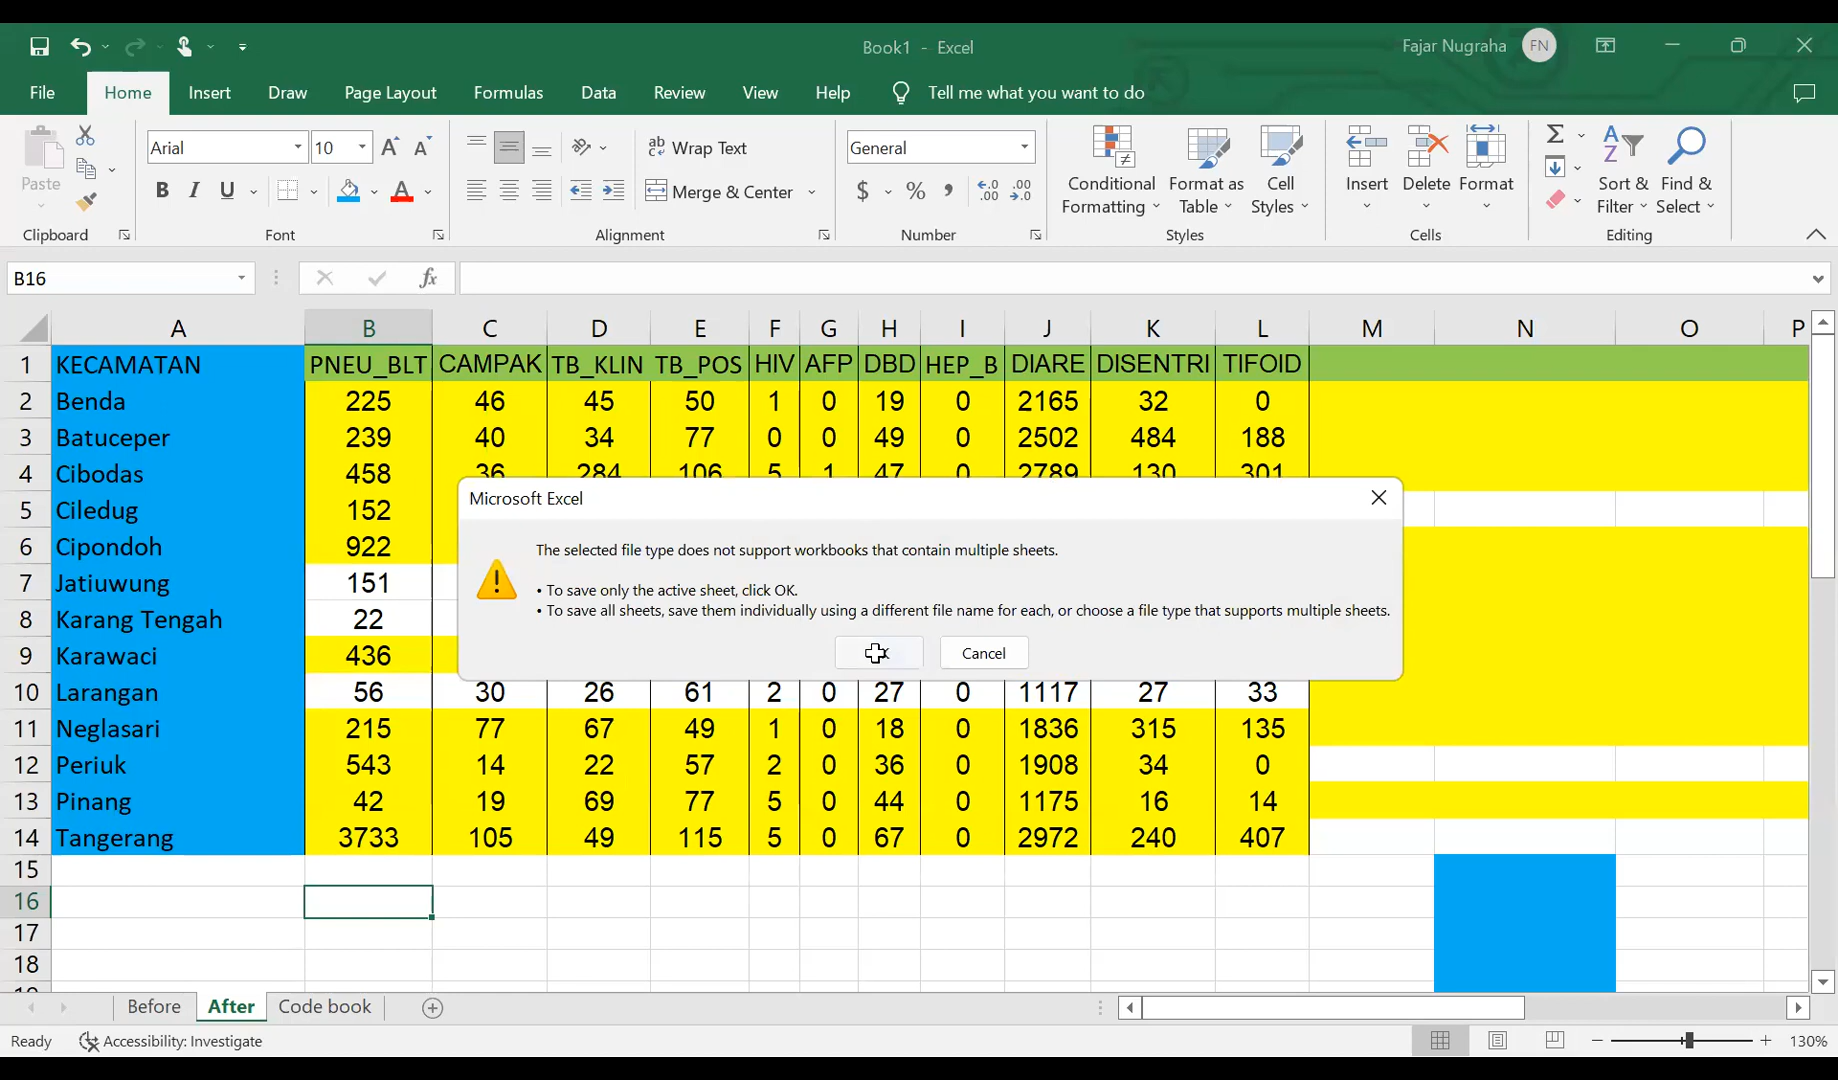 Book1 - Excel
Fajar Nugraha FN
File Home Insert Draw Page Layout Formulas Data Review View Help Tell me what you want to do
Paste
Clipboard
Arial 10
B I U
Font
Wrap Text
Merge & Center
Alignment
General
$ % , .00 .00
Number
Conditional Formatting
Format as Table
Cell Styles
Styles
Insert Delete Format
Cells
Sort & Filter
Find & Select
Editing
B16 fx
A B C D E F G H I J K L M N O P
1 KECAMATAN PNEU_BLT CAMPAK TB_KLIN TB_POS HIV AFP DBD HEP_B DIARE DISENTRI TIFOID
2 Benda 225 46 45 50 1 0 19 0 2165 32 0
3 Batuceper 239 40 34 77 0 0 49 0 2502 484 188
4 Cibodas 458 36 284 106 5 1 47 0 2789 130 301
5 Ciledug 152
6 Cipondoh 922
7 Jatiuwung 151
8 Karang Tengah 22
9 Karawaci 436
10 Larangan 56 30 26 61 2 0 27 0 1117 27 33
11 Neglasari 215 77 67 49 1 0 18 0 1836 315 135
12 Periuk 543 14 22 57 2 0 36 0 1908 34 0
13 Pinang 42 19 69 77 5 0 44 0 1175 16 14
14 Tangerang 3733 105 49 115 5 0 67 0 2972 240 407
15
16
17
18
Microsoft Excel
The selected file type does not support workbooks that contain multiple sheets.
• To save only the active sheet, click OK.
• To save all sheets, save them individually using a different file name for each, or choose a file type that supports multiple sheets.
Cancel
Before After Code book
Ready Accessibility: Investigate 130%